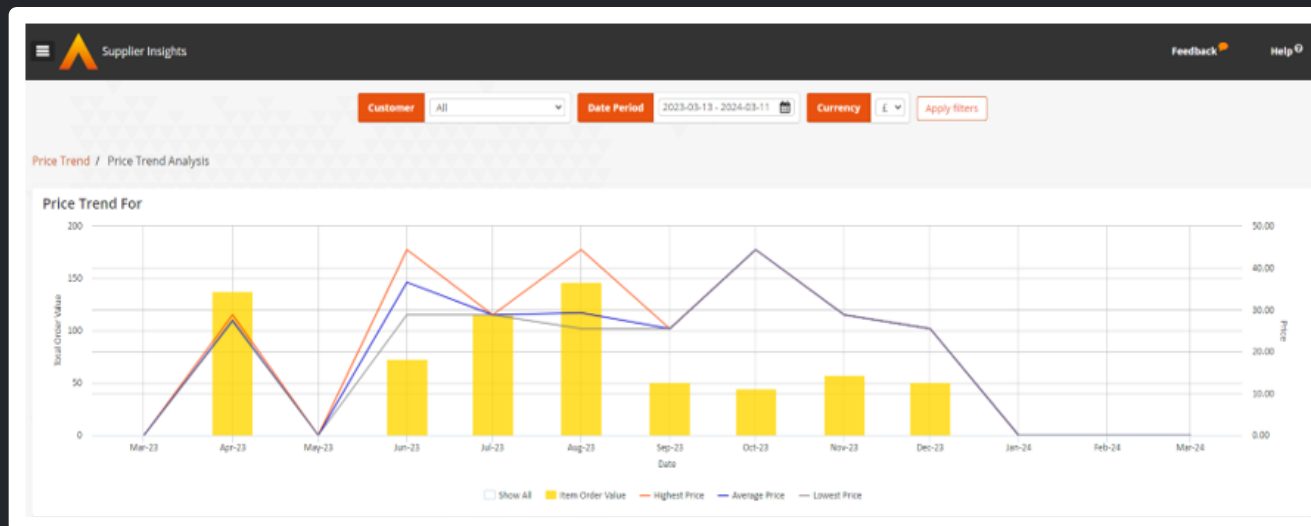 Supplier Insights
Feedback
Help
Customer All Date Period 2023-03-13 - 2024-03-11 Currency £ Apply filters
Price Trend / Price Trend Analysis
Price Trend For
200 50.00
40.00
150
30.00
100
20.00
50
10.00
0 0.00
Total Order Value
Price
Mar-23 Apr-23 May-23 Jun-23 Jul-23 Aug-23 Sep-23 Oct-23 Nov-23 Dec-23 Jan-24 Feb-24 Mar-24
Date
Show All Item Order Value Highest Price Average Price Lowest Price